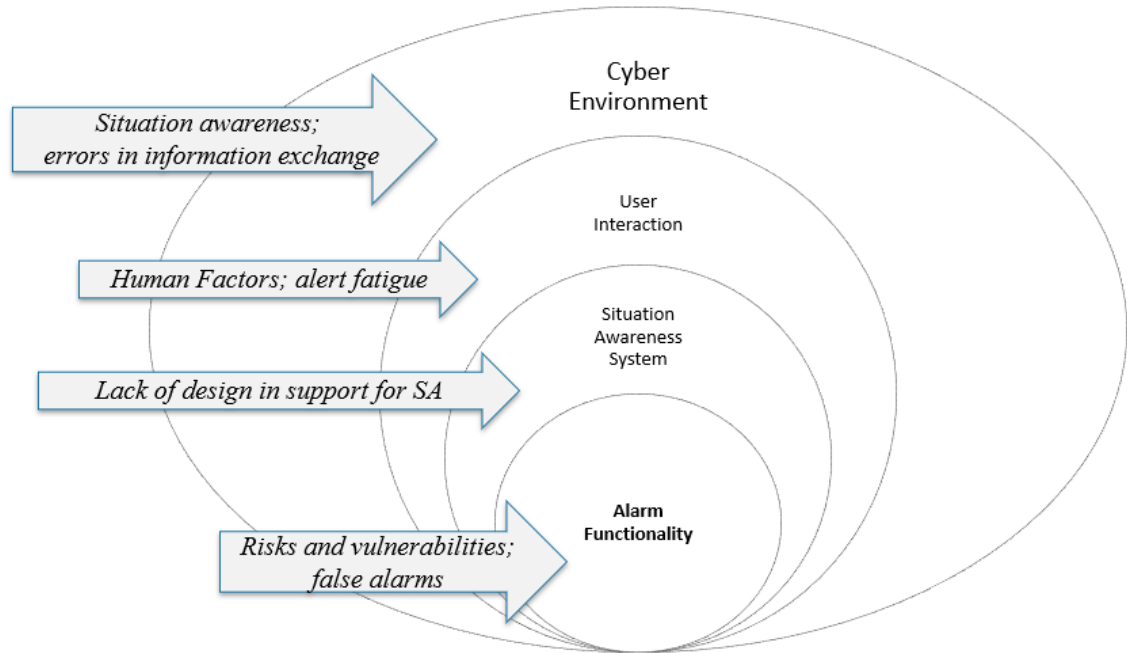 Cyber
Environment
Situation awareness;
errors in information exchange
User
Interaction
Human Factors; alert fatigue
Situation
Awareness
System
Lack of design in support for SA
Alarm
Functionality
Risks and vulnerabilities;
false alarms